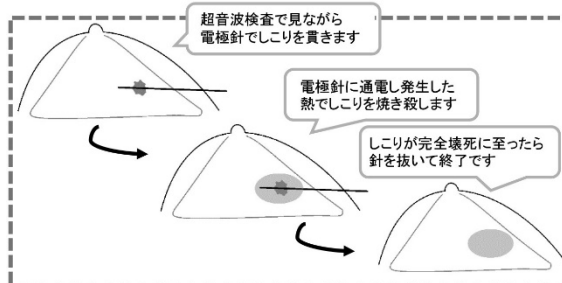 超音波検査で見ながら
電極針でしこりを貫きます
電極針に通電し発生した
熱でしこりを焼き殺します
しこりが完全壊死に至ったら
針を抜いて終了です